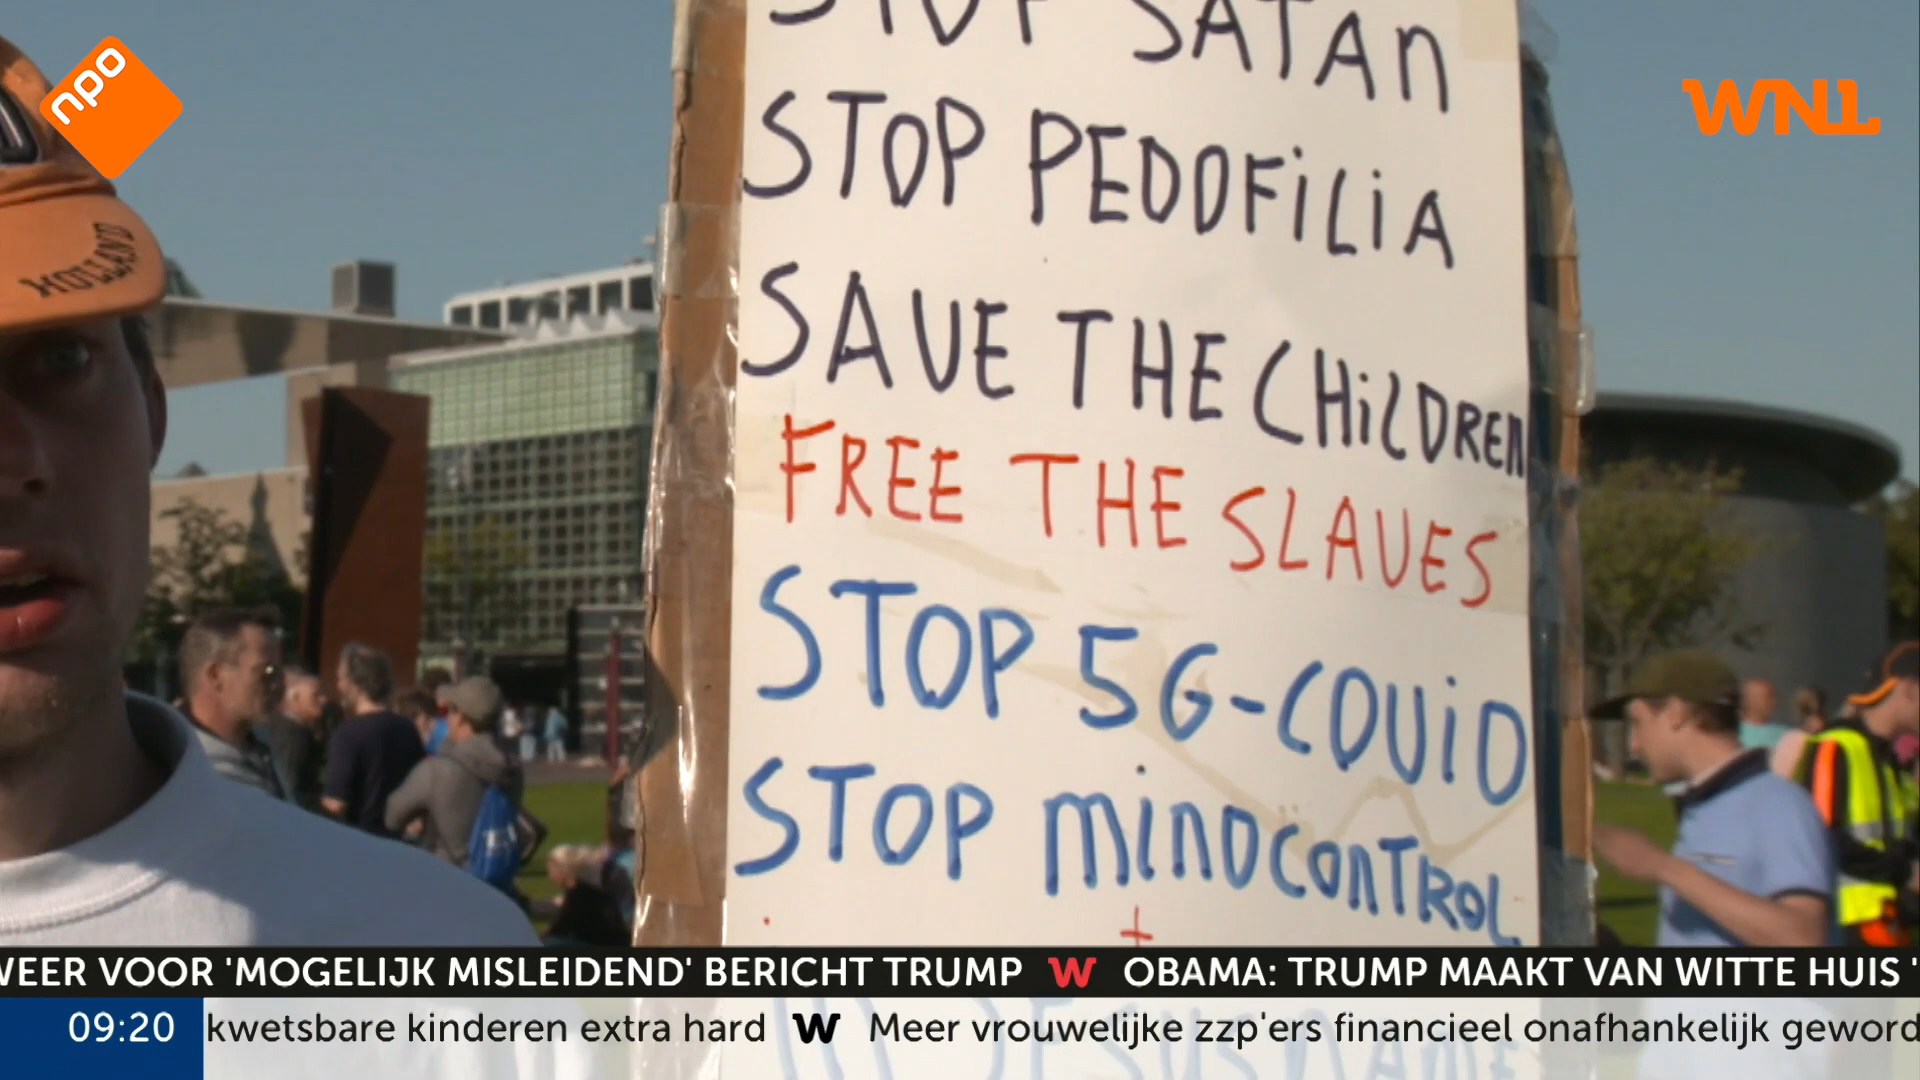 npo
WNL
HOLLAND
STOP SATAN
STOP PEDOFILIA
SAVE THE CHILDREN
FREE THE SLAVES
STOP 5G-COVID
STOP MINDCONTROL
WEER VOOR 'MOGELIJK MISLEIDEND' BERICHT TRUMP W OBAMA: TRUMP MAAKT VAN WITTE HUIS '
09:20 kwetsbare kinderen extra hard W Meer vrouwelijke zzp'ers financieel onafhankelijk geword